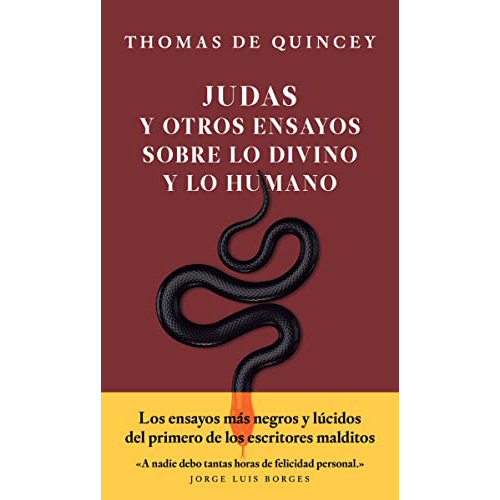 THOMAS DE QUINCEY
JUDAS
Y OTROS ENSAYOS
SOBRE LO DIVINO
Y LO HUMANO
Los ensayos más negros y lúcidos
del primero de los escritores malditos
«A nadie debo tantas horas de felicidad personal.»
JORGE LUIS BORGES